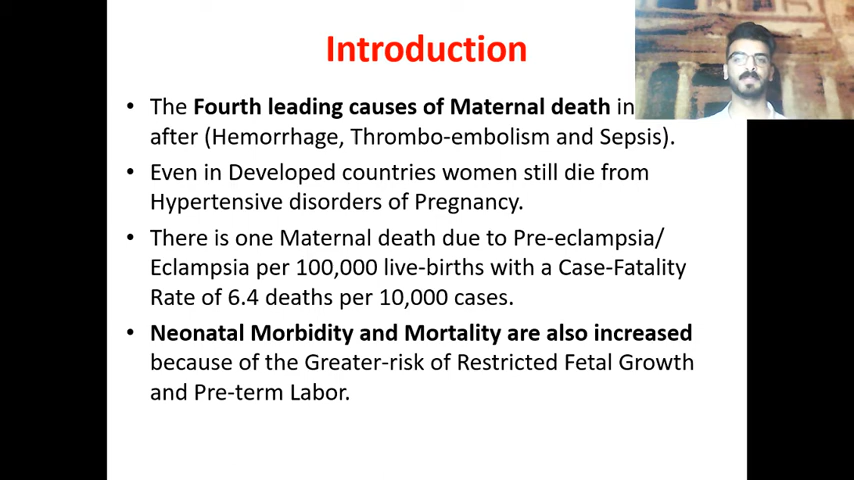 Introduction
• The Fourth leading causes of Maternal death in
after (Hemorrhage, Thrombo-embolism and Sepsis).
• Even in Developed countries women still die from
Hypertensive disorders of Pregnancy.
• There is one Maternal death due to Pre-eclampsia/
Eclampsia per 100,000 live-births with a Case-Fatality
Rate of 6.4 deaths per 10,000 cases.
• Neonatal Morbidity and Mortality are also increased
because of the Greater-risk of Restricted Fetal Growth
and Pre-term Labor.